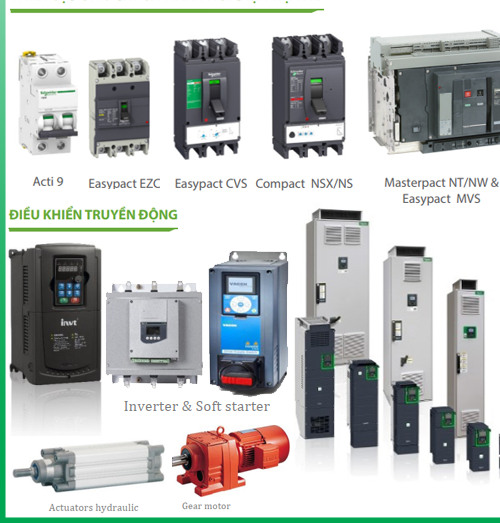 Acti 9
Easypact EZC
Easypact CVS
Compact NSX/NS
Masterpact NT/NW &
Easypact MVS
ĐIỀU KHIỂN TRUYỀN ĐỘNG
invt
Inverter & Soft starter
Actuators hydraulic
Gear motor